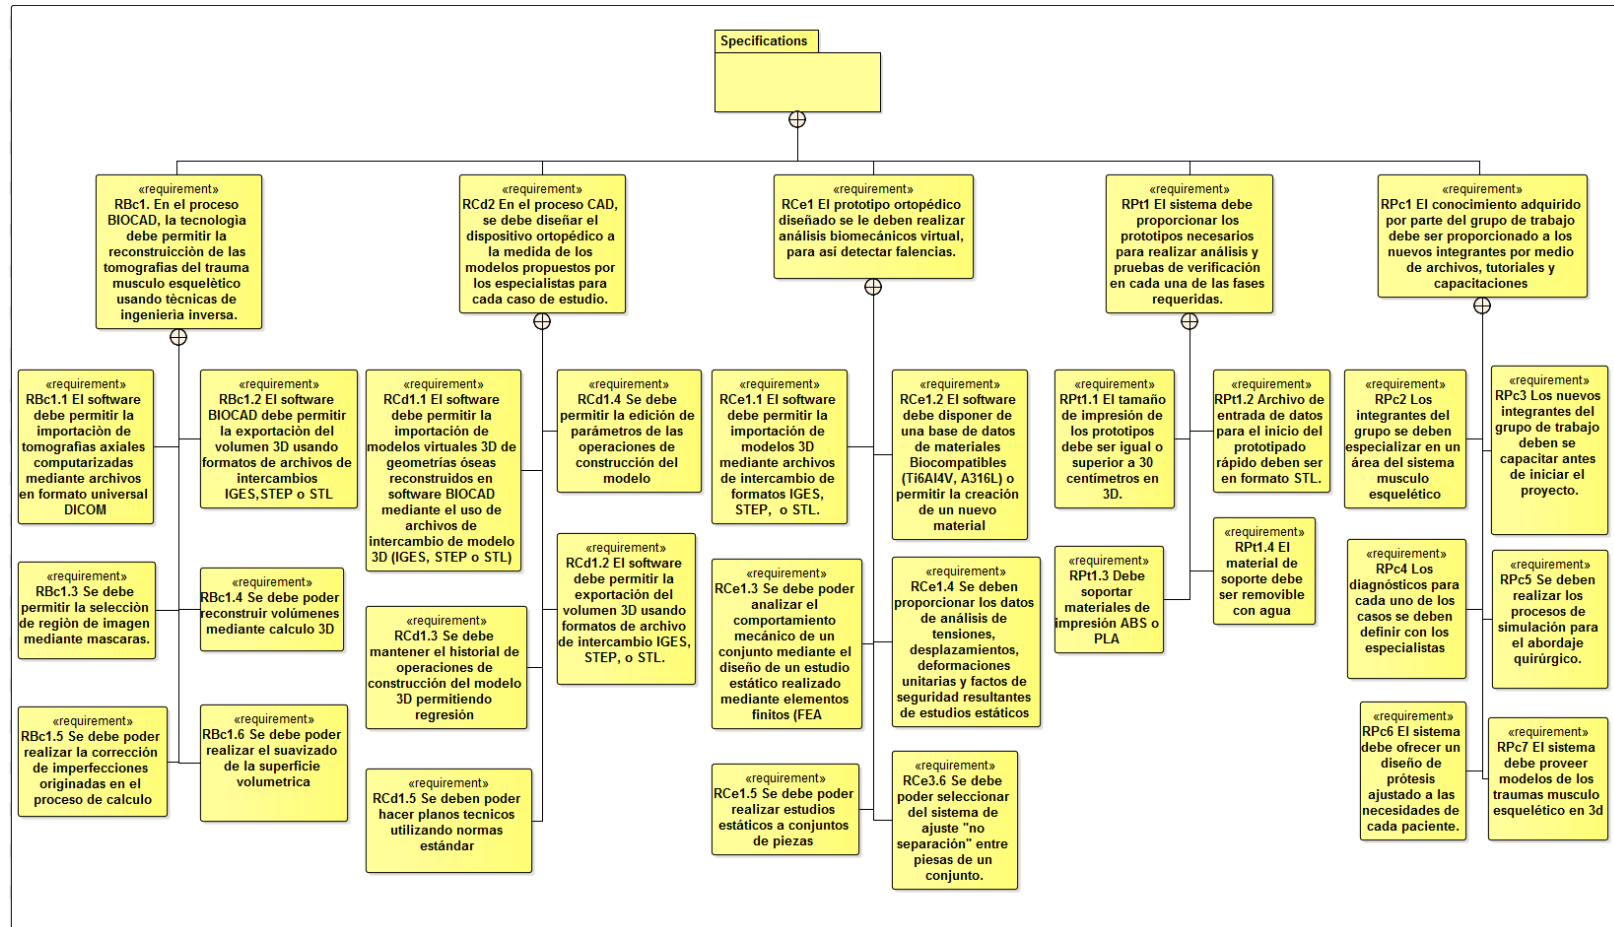 Specifications
«requirement»
RBc1. En el proceso
BIOCAD, la tecnologìa
debe permitir la
reconstruicciòn de las
tomografias del trauma
musculo esquelètico
usando tècnicas de
ingenierìa inversa.
«requirement»
RCd2 En el proceso CAD,
se debe diseñar el
dispositivo ortopédico a
la medida de los
modelos propuestos por
los especialistas para
cada caso de estudio.
«requirement»
RCe1 El prototipo ortopédico
diseñado se le deben realizar
análisis biomecánicos virtual,
para así detectar falencias.
«requirement»
RPt1 El sistema debe
proporcionar los
prototipos necesarios
para realizar análisis y
pruebas de verificación
en cada una de las fases
requeridas.
«requirement»
RPc1 El conocimiento adquirido
por parte del grupo de trabajo
debe ser proporcionado a los
nuevos integrantes por medio
de archivos, tutoriales y
capacitaciones
«requirement»
RBc1.1 El software
debe permitir la
importaciòn de
tomografìas axiales
computarizadas
mediante archivos
en formato universal
DICOM
«requirement»
RBc1.2 El software
BIOCAD debe permitir
la exportación del
volumen 3D usando
formatos de archivos de
intercambios
IGES,STEP o STL
«requirement»
RBc1.3 Se debe
permitir la selecciòn
de regiòn de imagen
mediante mascaras.
«requirement»
RBc1.4 Se debe poder
reconstruir volúmenes
mediante calculo 3D
«requirement»
RBc1.5 Se debe poder
realizar la corrección
de imperfecciones
originadas en el
proceso de calculo
«requirement»
RBc1.6 Se debe poder
realizar el suavizado
de la superficie
volumetrica
«requirement»
RCd1.1 El software
debe permitir la
importación de
modelos virtuales 3D de
geometrías óseas
reconstruidos en
software BIOCAD
mediante el uso de
archivos de
intercambio de modelo
3D (IGES, STEP o STL)
«requirement»
RCd1.4 Se debe
permitir la edición de
parámetros de las
operaciones de
construcción del
modelo
«requirement»
RCd1.2 El software
debe permitir la
exportación del
volumen 3D usando
formatos de archivo
de intercambio IGES,
STEP, o STL.
«requirement»
RCd1.3 Se debe
mantener el historial de
operaciones de
construcción del modelo
3D permitiendo
regresión
«requirement»
RCd1.5 Se deben poder
hacer planos tecnicos
utilizando normas
estándar
«requirement»
RCe1.1 El software
debe permitir la
importación de
modelos 3D
mediante archivos
de intercambio de
formatos IGES,
STEP,  o STL.
«requirement»
RCe1.2 El software
debe disponer de
una base de datos
de materiales
Biocompatibles
(Ti6Al4V, A316L) o
permitir la creación
de un nuevo
material
«requirement»
RCe1.3 Se debe poder
analizar el
comportamiento
mecánico de un
conjunto mediante el
diseño de un estudio
estático realizado
mediante elementos
finitos (FEA
«requirement»
RCe1.4 Se deben
proporcionar los datos
de análisis de
tensiones,
desplazamientos,
deformaciones
unitarias y factos de
seguridad resultantes
de estudios estáticos
«requirement»
RCe1.5 Se debe poder
realizar estudios
estáticos a conjuntos
de piezas
«requirement»
RCe3.6 Se debe
poder seleccionar
del sistema de
ajuste "no
separación" entre
piesas de un
conjunto.
«requirement»
RPt1.1 El tamaño
de impresión de
los prototipos
debe ser igual o
superior a 30
centímetros en
3D.
«requirement»
RPt1.2 Archivo de
entrada de datos
para el inicio del
prototipado
rápido deben ser
en formato STL.
«requirement»
RPt1.3 Debe
soportar
materiales de
impresión ABS o
PLA
«requirement»
RPt1.4 El
material de
soporte debe
ser removible
con agua
«requirement»
RPc2 Los
integrantes del
grupo se deben
especializar en un
área del sistema
musculo
esquelético
«requirement»
RPc3 Los nuevos
integrantes del
grupo de trabajo
deben se
capacitar antes
de iniciar el
proyecto.
«requirement»
RPc4 Los
diagnósticos para
cada uno de los
casos se deben
definir con los
especialistas
«requirement»
RPc5 Se deben
realizar los
procesos de
simulación para
el abordaje
quirúrgico.
«requirement»
RPc6 El sistema
debe ofrecer un
diseño de
prótesis
ajustado a las
necesidades de
cada paciente.
«requirement»
RPc7 El sistema
debe proveer
modelos de los
traumas musculo
esquelético en 3d